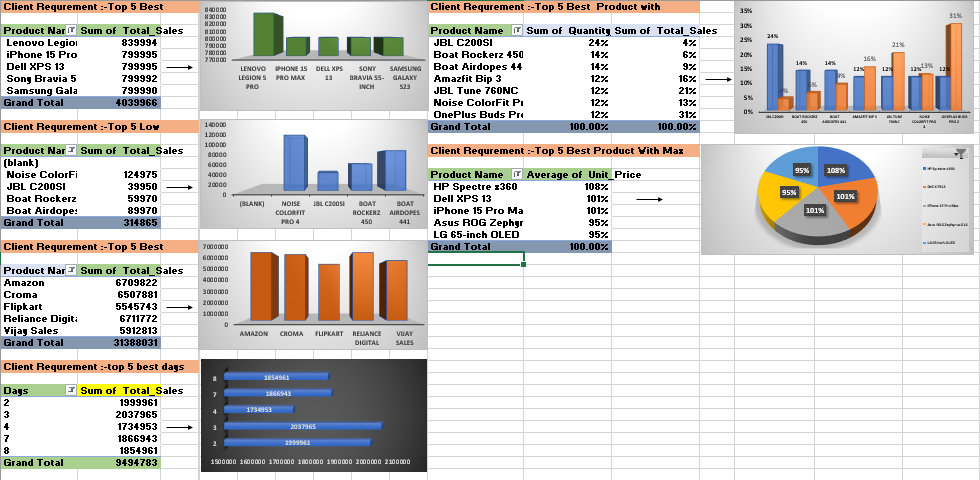 Client Requrement :-Top 5 Best
Product Nar Sum of Total_Sales
Lenovo Legior 839994
iPhone 15 Pro 799995
Dell XPS 13 799995
Sony Bravia 5 799992
Samsung Gala 799990
Grand Total 4039966
840000
830000
820000
810000
800000
790000
780000
770000
760000
LENOVO LEGION 5 PRO
IPHONE 15 PRO MAX
DELL XPS 13
SONY BRAVIA 55-INCH
SAMSUNG GALAXY S23
Client Requrement :-Top 5 Low
Product Nar Sum of Total_Sales
(blank)
Noise ColorFi 124975
JBL C200SI 39950
Boat Rockerz 59970
Boat Airdopes 89970
Grand Total 314865
140000
120000
100000
80000
60000
40000
20000
0
(BLANK)
NOISE COLORFIT PRO 4
JBL C200SI
BOAT ROCKERZ 450
BOAT AIRDOPES 441
Client Requrement :-Top 5 Best
Product Nar Sum of Total_Sales
Amazon 6709822
Croma 6507881
Flipkart 5545743
Reliance Digita 6711772
Vijay Sales 5912813
Grand Total 31388031
7000000
6000000
5000000
4000000
3000000
2000000
1000000
0
AMAZON
CROMA
FLIPKART
RELIANCE DIGITAL
VIJAY SALES
Client Requrement :-top 5 best days
Days Sum of Total_Sales
2 1999961
3 2037965
4 1734953
7 1866943
8 1854961
Grand Total 9494783
8 1854961
7 1866943
4 1734953
3 2037965
2 1999961
1500000 1600000 1700000 1800000 1900000 2000000 2100000
Client Requrement :-Top 5 Best Product with
Product Name Sum of Quantity Sum of Total_Sales
JBL C200SI 24% 4%
Boat Rockerz 450 14% 6%
Boat Airdopes 44 14% 9%
Amazfit Bip 3 12% 16%
JBL Tune 760NC 12% 21%
Noise ColorFit Pr 12% 13%
OnePlus Buds Pr 12% 31%
Grand Total 100.00% 100.00%
35%
30%
25%
20%
15%
10%
5%
0%
24% 4% 14% 6% 14% 9% 12% 16% 12% 21% 12% 13% 12% 31%
JBL C200SI
BOAT ROCKERZ 450
BOAT AIRDOPES 441
AMAZFIT BIP 3
JBL TUNE 760NC
NOISE COLORFIT PRO 4
ONEPLUS BUDS PRO 2
Client Requrement :-Top 5 Best Product With Max
Product Name Average of Unit_Price
HP Spectre x360 108%
Dell XPS 13 101%
iPhone 15 Pro Ma 101%
Asus ROG Zephyr 95%
LG 65-inch OLED 95%
Grand Total 100.00%
108%
101%
101%
95%
95%
HP Spectre x360
Dell XPS 13
iPhone 15 Pro Max
Asus ROG Zephyrus G14
LG 65-inch OLED